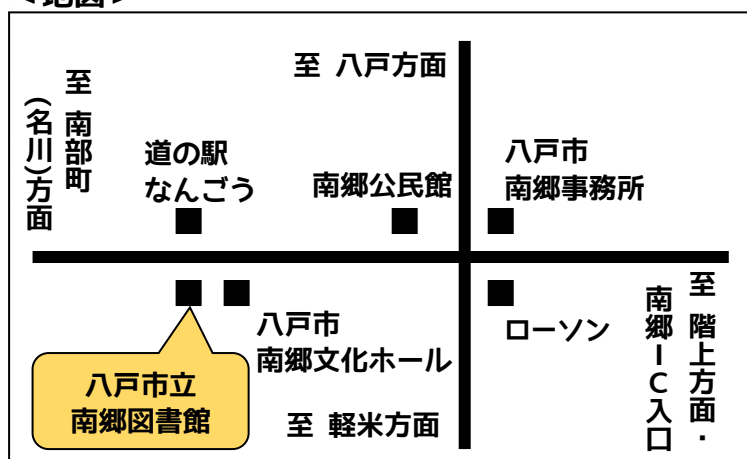 <地図>
至 八戸方面
至 南部町
(名川)方面
道の駅
なんごう
南郷公民館
八戸市
南郷事務所
八戸市
南郷文化ホール
ローソン
至 階上方面・
南郷IC入口
八戸市立
南郷図書館
至 軽米方面